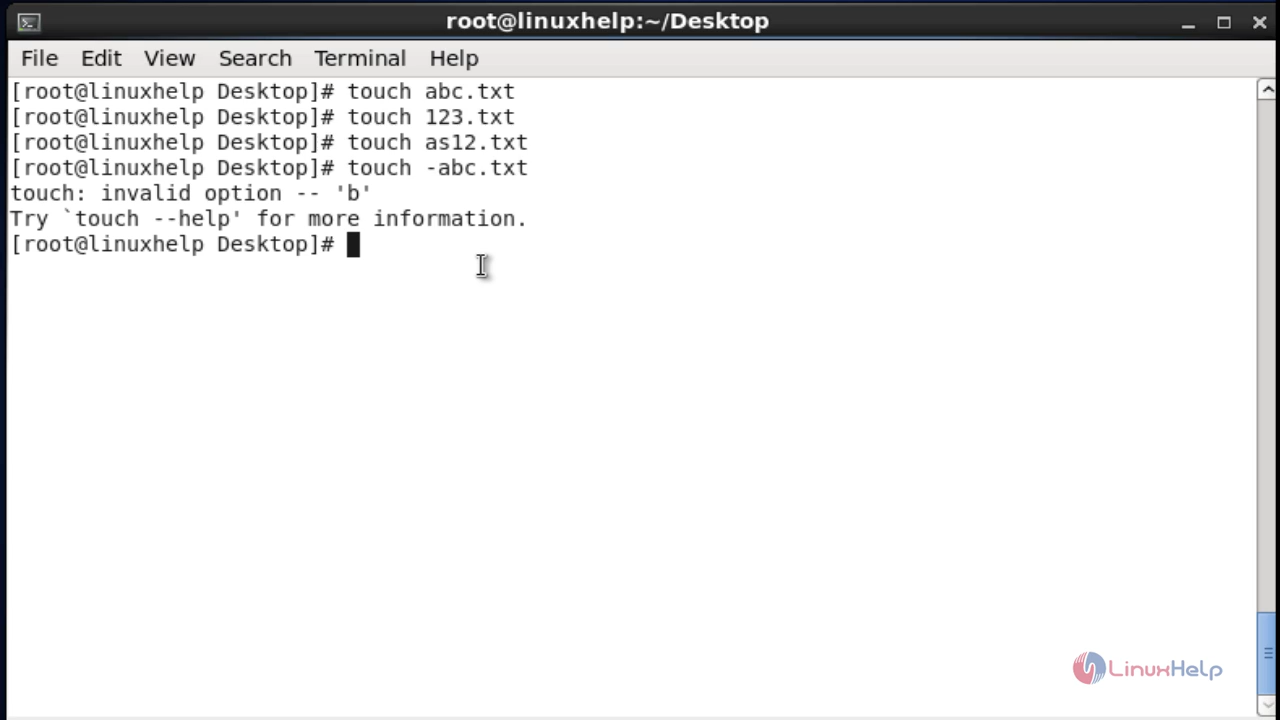 root@linuxhelp:~/Desktop
File Edit View Search Terminal Help
[root@linuxhelp Desktop]# touch abc.txt
[root@linuxhelp Desktop]# touch 123.txt
[root@linuxhelp Desktop]# touch as12.txt
[root@linuxhelp Desktop]# touch -abc.txt
touch: invalid option -- 'b'
Try `touch --help' for more information.
[root@linuxhelp Desktop]#
LinuxHelp